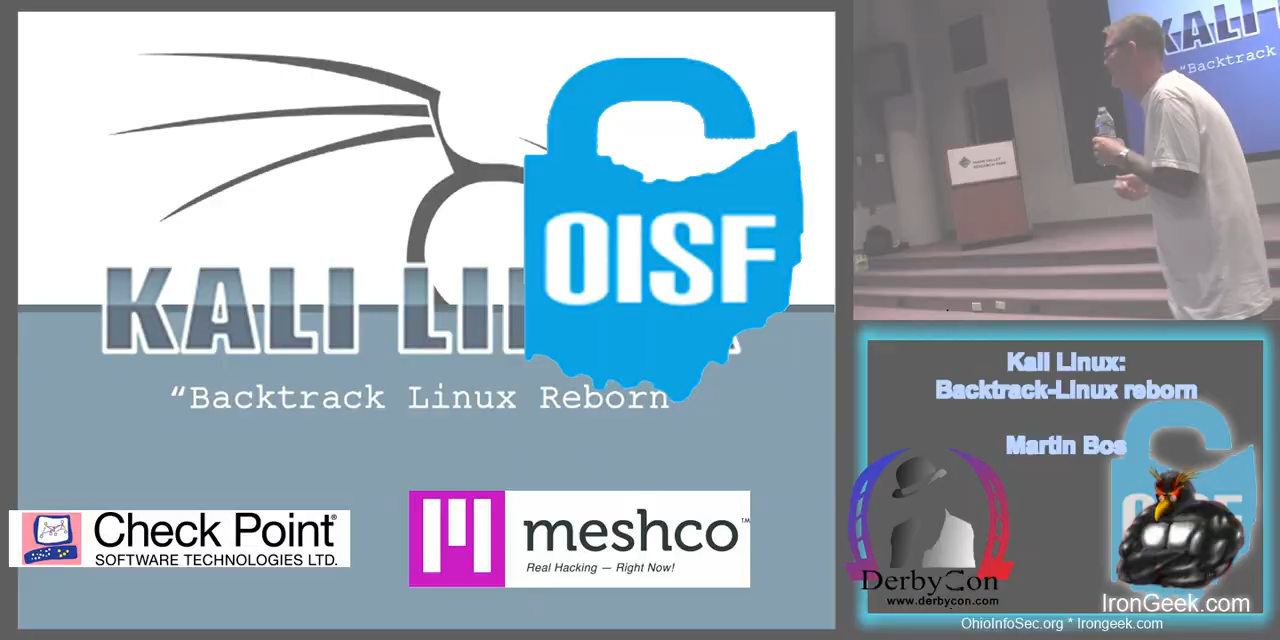 OISF
KALI LI
“Backtrack Linux Reborn
Check Point®
SOFTWARE TECHNOLOGIES LTD.
meshco™
Real Hacking — Right Now!
KALI-
"Backtrack
Kali Linux:
Backtrack-Linux reborn
Martin Bos
DerbyCon
www.derbycon.com
IronGeek.com
OhioInfoSec.org * Irongeek.com